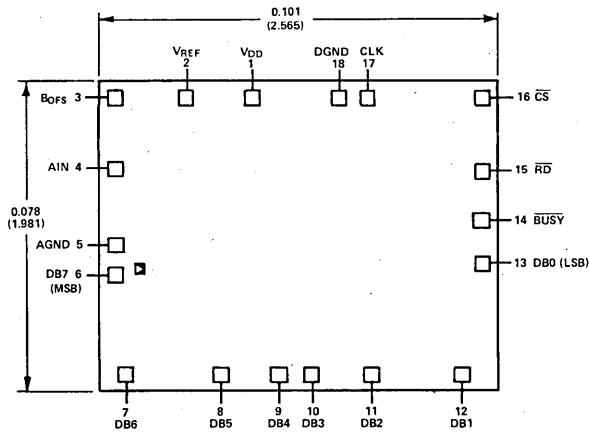 0.101
(2.565)
VREF
2
VDD
1
DGND
18
CLK
17
BOFS 3
16 CS
AIN 4
15 RD
0.078
(1.981)
14 BUSY
AGND 5
13 DB0 (LSB)
DB7 6
(MSB)
7
DB6
8
DB5
9
DB4
10
DB3
11
DB2
12
DB1